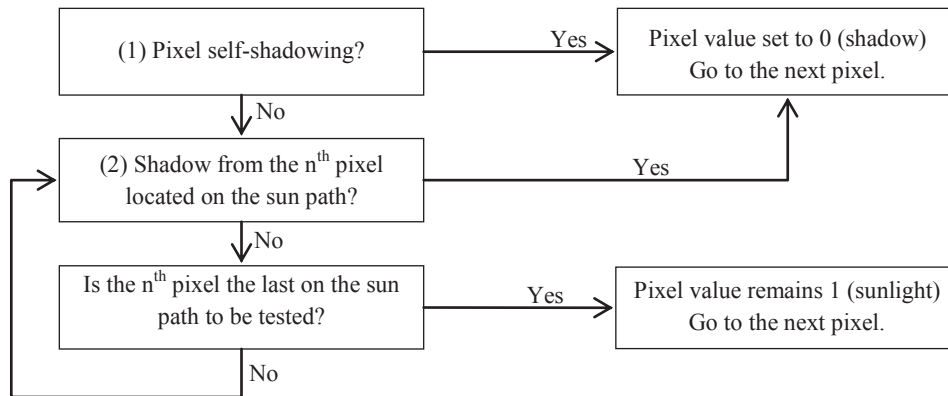 (1) Pixel self-shadowing?
Yes
Pixel value set to 0 (shadow)
Go to the next pixel.
No
(2) Shadow from the nth pixel
located on the sun path?
Yes
No
Is the nth pixel the last on the sun
path to be tested?
Yes
Pixel value remains 1 (sunlight)
Go to the next pixel.
No